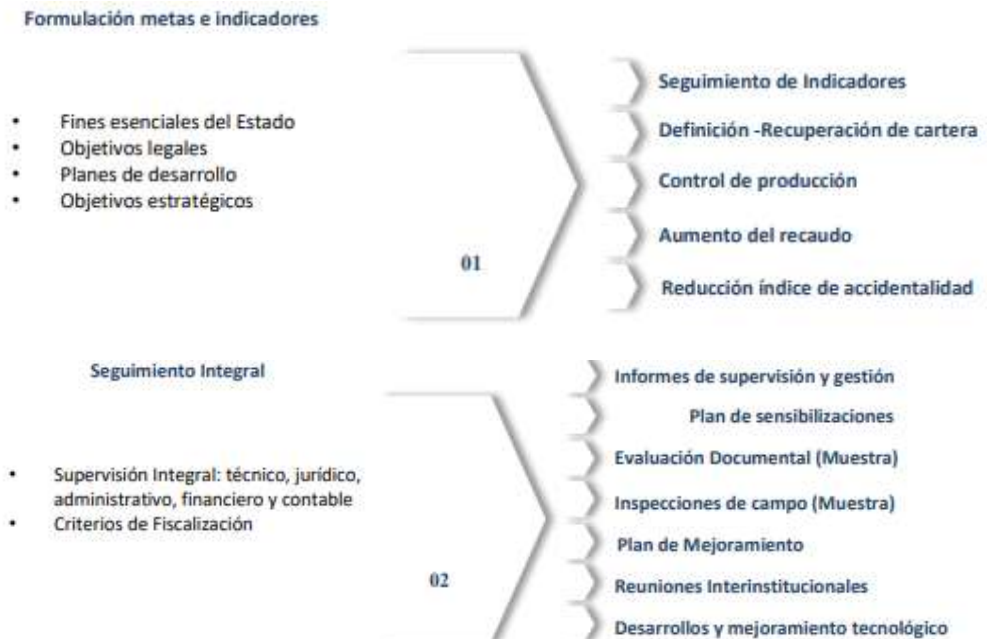 Formulación metas e indicadores
• Fines esenciales del Estado
• Objetivos legales
• Planes de desarrollo
• Objetivos estratégicos
01
Seguimiento de Indicadores
Definición -Recuperación de cartera
Control de producción
Aumento del recaudo
Reducción índice de accidentalidad
Seguimiento Integral
• Supervisión Integral: técnico, jurídico,
administrativo, financiero y contable
• Criterios de Fiscalización
02
Informes de supervisión y gestión
Plan de sensibilizaciones
Evaluación Documental (Muestra)
Inspecciones de campo (Muestra)
Plan de Mejoramiento
Reuniones Interinstitucionales
Desarrollos y mejoramiento tecnológico